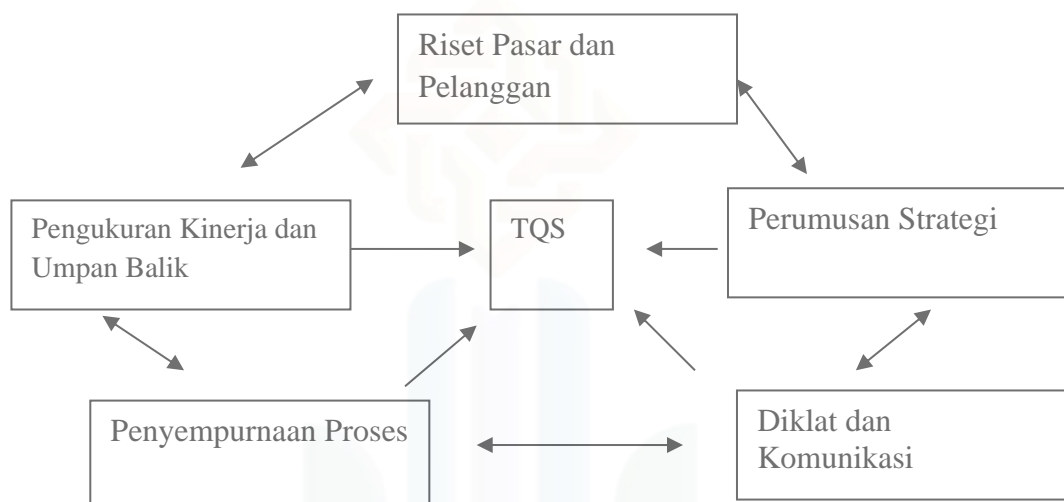 Riset Pasar dan
Pelanggan
Pengukuran Kinerja dan
Umpan Balik
TQS
Perumusan Strategi
Penyempurnaan Proses
Diklat dan
Komunikasi